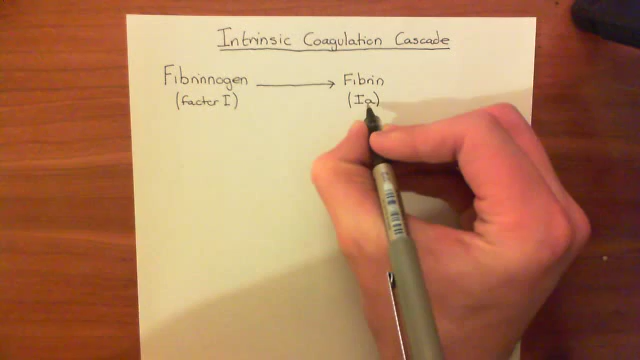 Intrinsic Coagulation Cascade
Fibrinnogen → Fibrin
(factor I) (Ia)